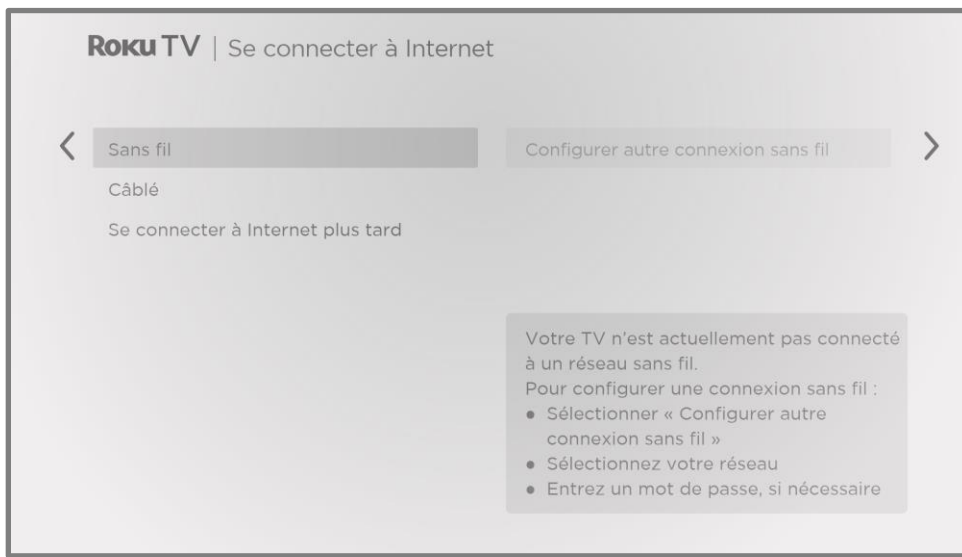 Roku TV | Se connecter à Internet
Sans fil
Configurer autre connexion sans fil
Câblé
Se connecter à Internet plus tard
Votre TV n’est actuellement pas connecté
à un réseau sans fil.
Pour configurer une connexion sans fil :
● Sélectionner « Configurer autre
connexion sans fil »
● Sélectionnez votre réseau
● Entrez un mot de passe, si nécessaire